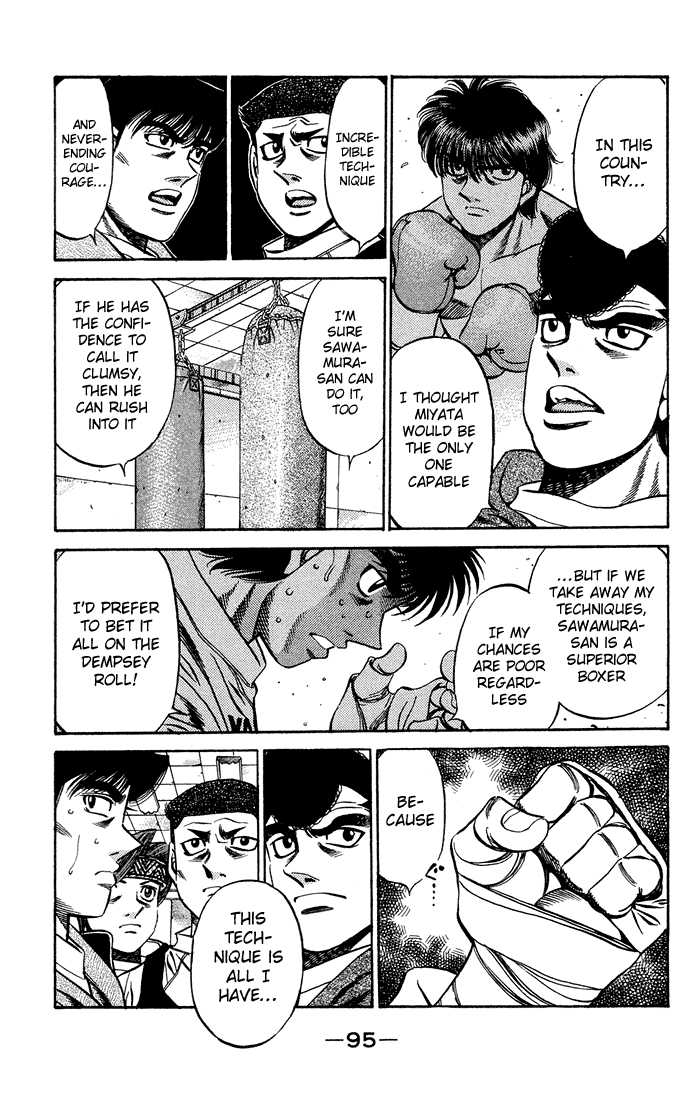 IN THIS
COUN-
TRY...
I THOUGHT
MIYATA
WOULD BE
THE ONLY
ONE
CAPABLE
INCRE-
DIBLE
TECH-
NIQUE
AND
NEVER-
ENDING
COU-
RAGE...
I'M
SURE
SAWA-
MURA-
SAN CAN
DO IT,
TOO
IF HE HAS
THE CONFI-
DENCE TO
CALL IT
CLUMSY,
THEN HE
CAN RUSH
INTO IT
...BUT IF WE
TAKE AWAY MY
TECHNIQUES,
SAWAMURA-
SAN IS A
SUPERIOR
BOXER
IF MY
CHANCES
ARE POOR
REGARD-
LESS
I'D PREFER
TO BET IT
ALL ON THE
DEMPSEY
ROLL!
BE-
CAUSE
THIS
TECH-
NIQUE IS
ALL I
HAVE...
—95—